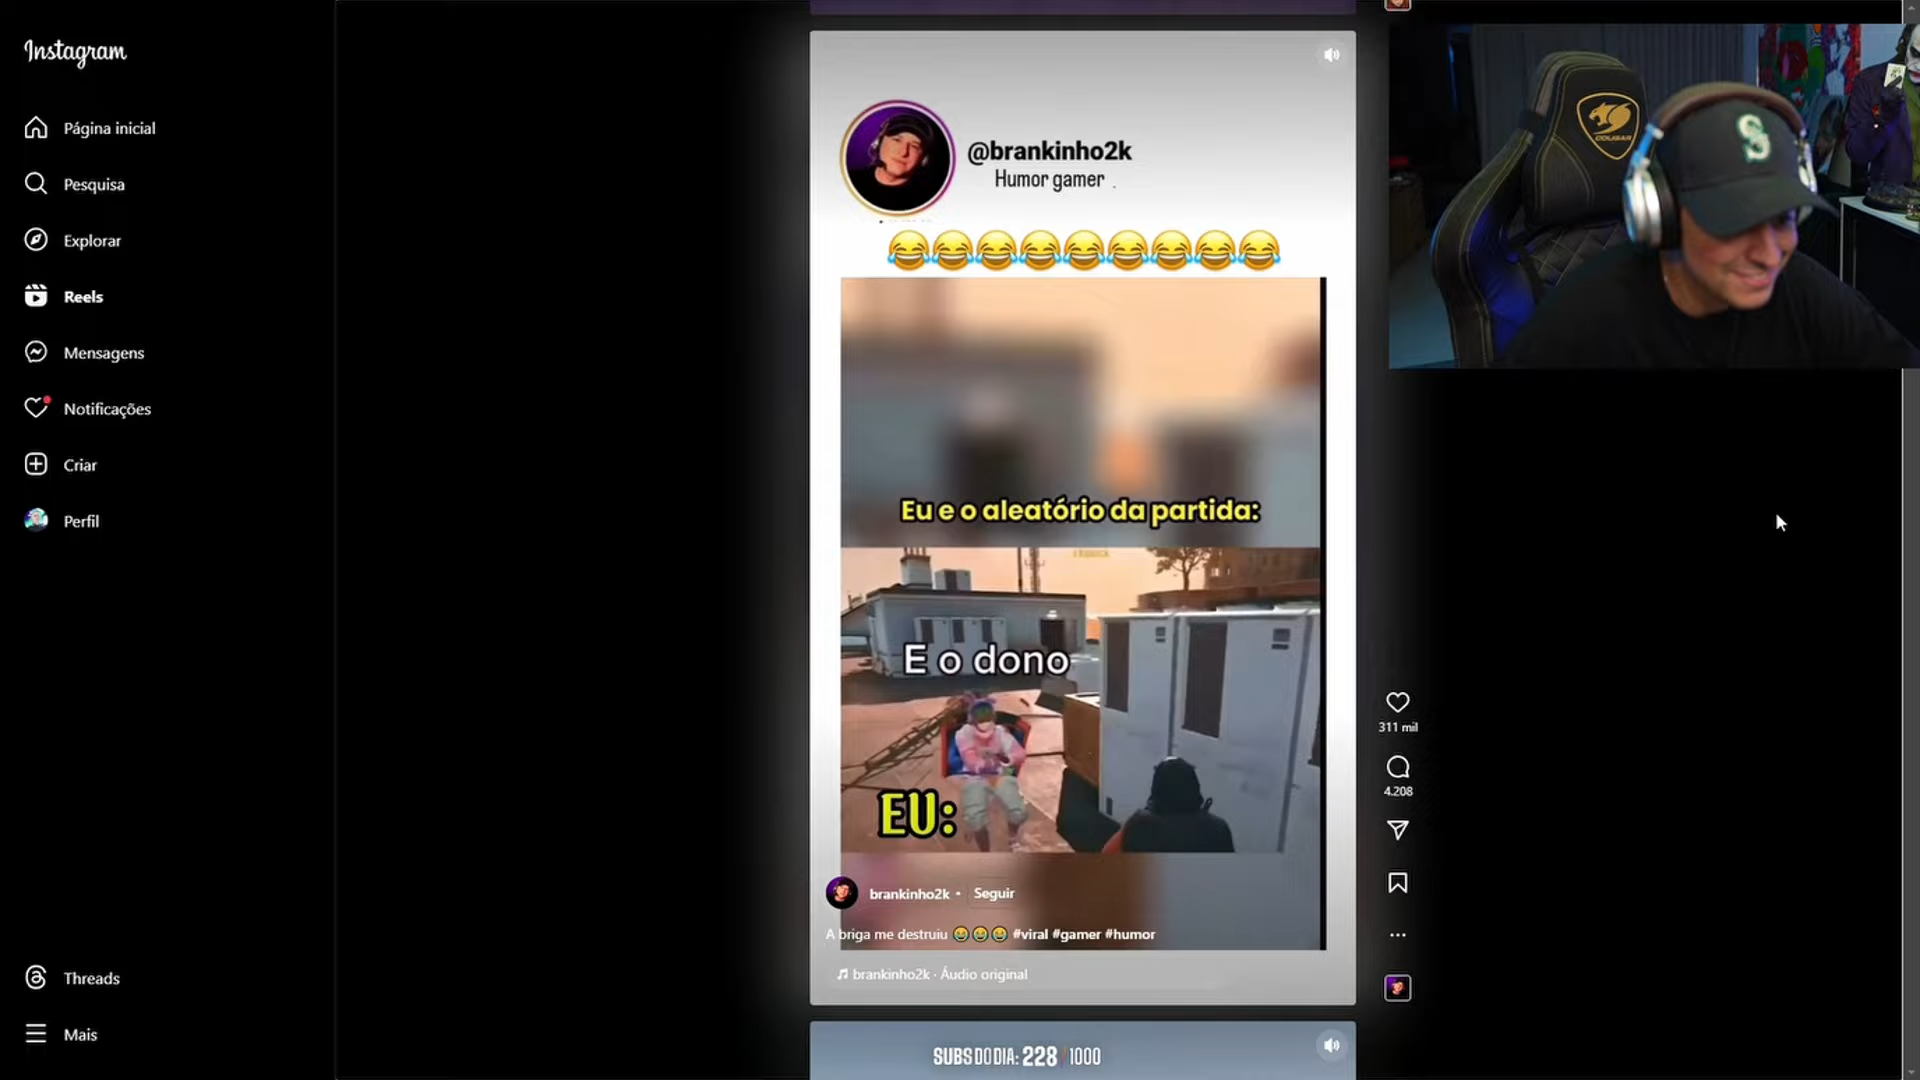 Instagram
Página inicial
Pesquisa
Explorar
Reels
Mensagens
Notificações
Criar
Perfil
Threads
Mais
@brankinho2k
Humor gamer
😂😂😂😂😂😂😂😂😂
Eu e o aleatório da partida:
E o dono
EU:
brankinho2k • Seguir
A briga me destruiu 😂😂😂 #viral #gamer #humor
brankinho2k · Áudio original
311 mil
4.208
SUBS DO DIA: 228 / 1000
COUGAR
S